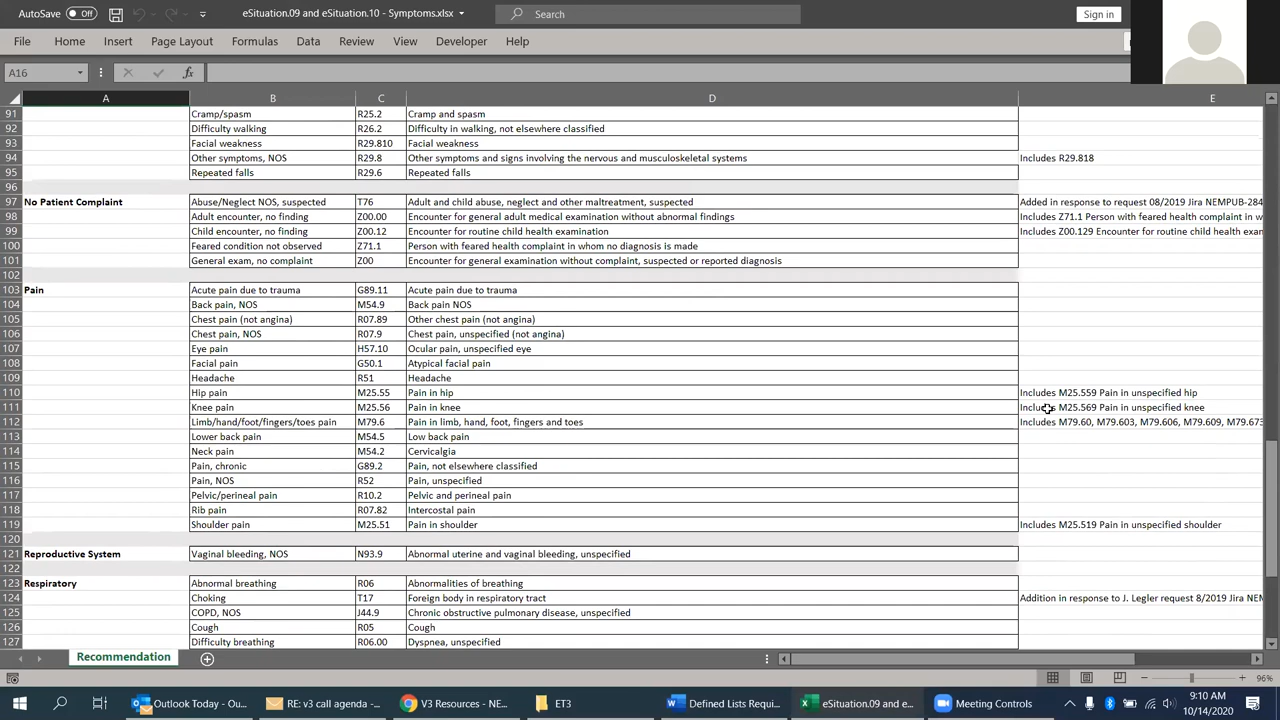 AutoSave Off eSituation.09 and eSituation.10 - Symptoms.xlsx Search Sign in
File Home Insert Page Layout Formulas Data Review View Developer Help
A16 fx
A B C D E
91 Cramp/spasm R25.2 Cramp and spasm
92 Difficulty walking R26.2 Difficulty in walking, not elsewhere classified
93 Facial weakness R29.810 Facial weakness
94 Other symptoms, NOS R29.8 Other symptoms and signs involving the nervous and musculoskeletal systems Includes R29.818
95 Repeated falls R29.6 Repeated falls
96
97 No Patient Complaint Abuse/Neglect NOS, suspected T76 Adult and child abuse, neglect and other maltreatment, suspected Added in response to request 08/2019 Jira NEMPUB-284
98 Adult encounter, no finding Z00.00 Encounter for general adult medical examination without abnormal findings Includes Z71.1 Person with feared health complaint in w
99 Child encounter, no finding Z00.12 Encounter for routine child health examination Includes Z00.129 Encounter for routine child health exan
100 Feared condition not observed Z71.1 Person with feared health complaint in whom no diagnosis is made
101 General exam, no complaint Z00 Encounter for general examination without complaint, suspected or reported diagnosis
102
103 Pain Acute pain due to trauma G89.11 Acute pain due to trauma
104 Back pain, NOS M54.9 Back pain NOS
105 Chest pain (not angina) R07.89 Other chest pain (not angina)
106 Chest pain, NOS R07.9 Chest pain, unspecified (not angina)
107 Eye pain H57.10 Ocular pain, unspecified eye
108 Facial pain G50.1 Atypical facial pain
109 Headache R51 Headache
110 Hip pain M25.55 Pain in hip Includes M25.559 Pain in unspecified hip
111 Knee pain M25.56 Pain in knee Includes M25.569 Pain in unspecified knee
112 Limb/hand/foot/fingers/toes pain M79.6 Pain in limb, hand, foot, fingers and toes Includes M79.60, M79.603, M79.606, M79.609, M79.673
113 Lower back pain M54.5 Low back pain
114 Neck pain M54.2 Cervicalgia
115 Pain, chronic G89.2 Pain, not elsewhere classified
116 Pain, NOS R52 Pain, unspecified
117 Pelvic/perineal pain R10.2 Pelvic and perineal pain
118 Rib pain R07.82 Intercostal pain
119 Shoulder pain M25.51 Pain in shoulder Includes M25.519 Pain in unspecified shoulder
120
121 Reproductive System Vaginal bleeding, NOS N93.9 Abnormal uterine and vaginal bleeding, unspecified
122
123 Respiratory Abnormal breathing R06 Abnormalities of breathing
124 Choking T17 Foreign body in respiratory tract Addition in response to J. Legler request 8/2019 Jira NEM
125 COPD, NOS J44.9 Chronic obstructive pulmonary disease, unspecified
126 Cough R05 Cough
127 Difficulty breathing R06.00 Dyspnea, unspecified
Recommendation
96%
Outlook Today - Ou... RE: v3 call agenda -... V3 Resources - NE... ET3 Defined Lists Requi... eSituation.09 and e... Meeting Controls 9:10 AM
10/14/2020